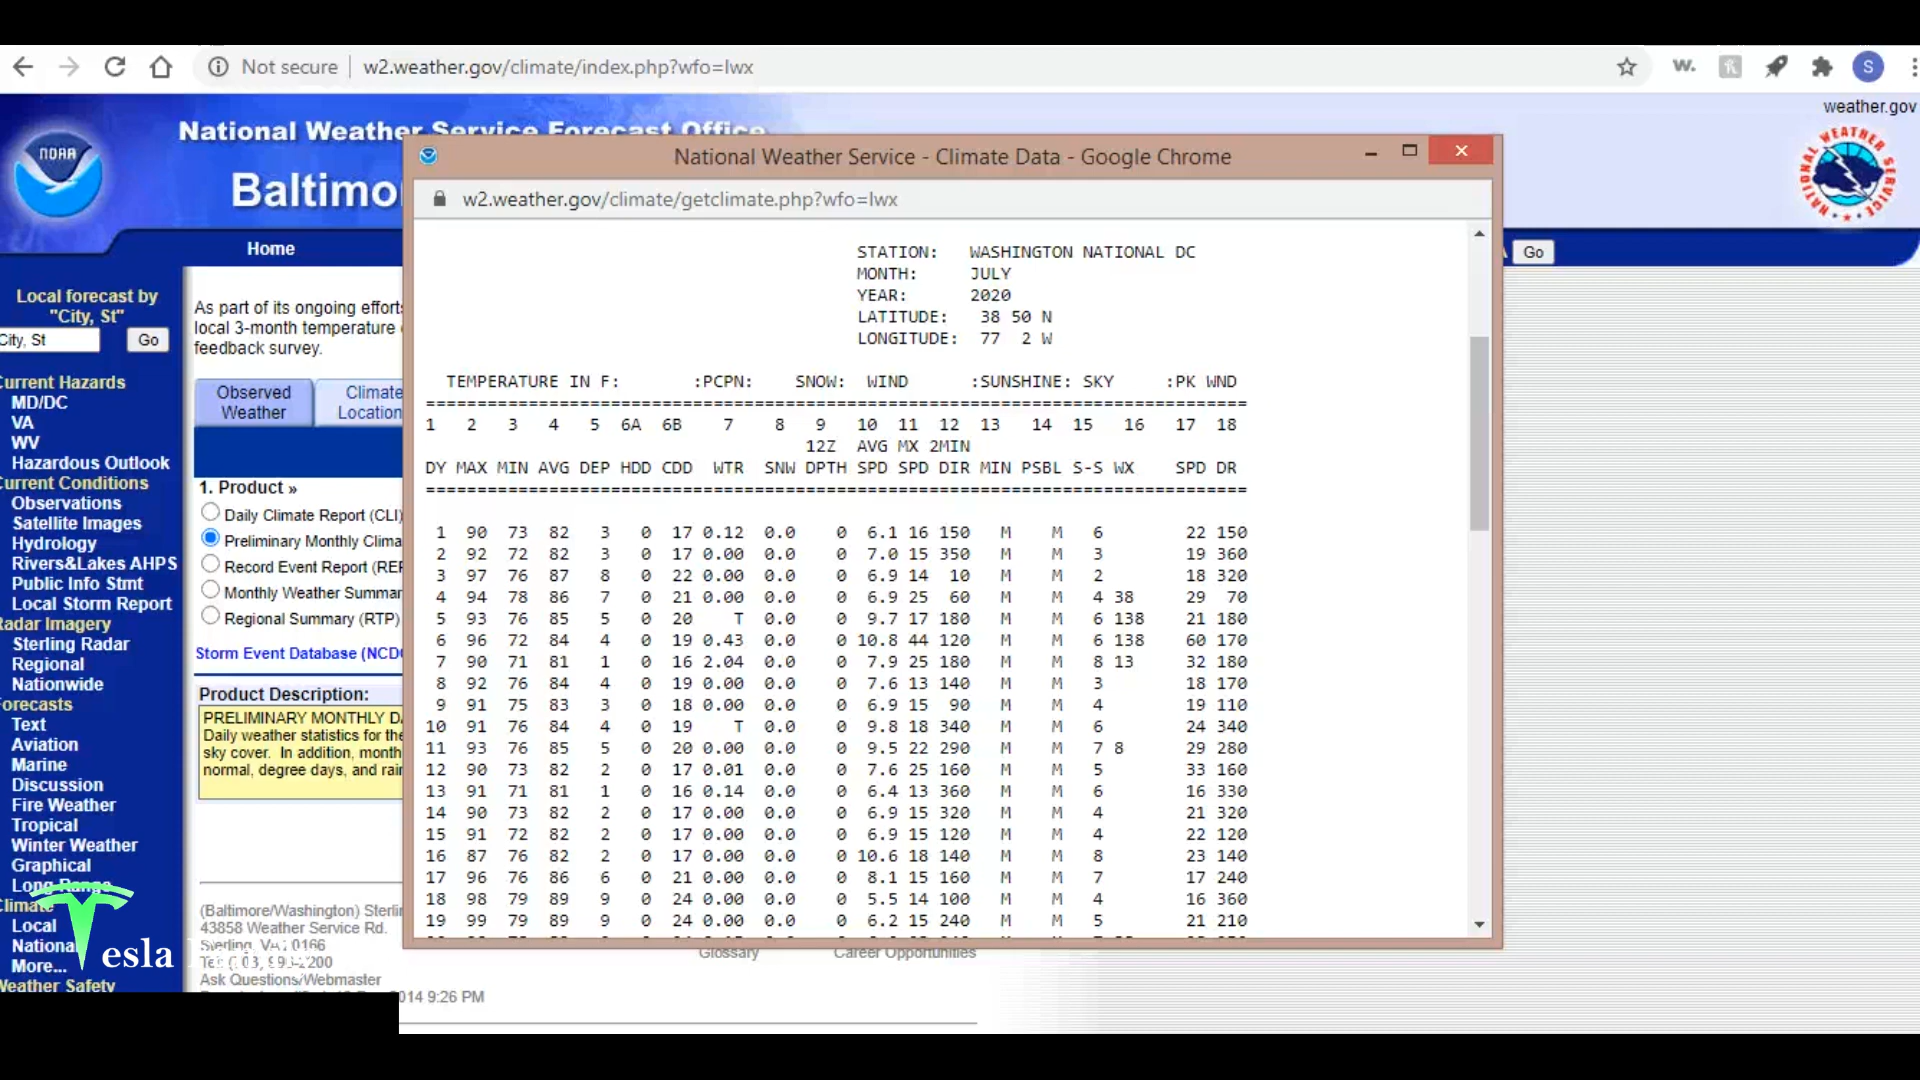 Not secure | w2.weather.gov/climate/index.php?wfo=lwx
W.
S
weather.gov
National Weather Service Forecast Office
NOAA
Baltimo
NATIONAL WEATHER SERVICE
Home
Go
National Weather Service - Climate Data - Google Chrome
w2.weather.gov/climate/getclimate.php?wfo=lwx
Local forecast by
"City, St"
City, St
Go
Current Hazards
MD/DC
VA
WV
Hazardous Outlook
Current Conditions
Observations
Satellite Images
Hydrology
Rivers&Lakes AHPS
Public Info Stmt
Local Storm Report
Radar Imagery
Sterling Radar
Regional
Nationwide
Forecasts
Text
Aviation
Marine
Discussion
Fire Weather
Tropical
Winter Weather
Graphical
Long Range
Climate
Local
National
More...
Weather Safety
Tesla
As part of its ongoing efforts
local 3-month temperature
feedback survey.
Observed
Weather
Climate
Location
1. Product »
Daily Climate Report (CLI)
Preliminary Monthly Clima
Record Event Report (RER
Monthly Weather Summar
Regional Summary (RTP)
Storm Event Database (NCDC
Product Description:
PRELIMINARY MONTHLY D
Daily weather statistics for the
sky cover. In addition, month
normal, degree days, and rain
(Baltimore/Washington) Sterlin
43858 Weather Service Rd.
Sterling, VA 20166
Ask Questions/Webmaster
014 9:26 PM
Glossary
Career Opportunities
STATION: WASHINGTON NATIONAL DC
MONTH: JULY
YEAR: 2020
LATITUDE: 38 50 N
LONGITUDE: 77 2 W
TEMPERATURE IN F: :PCPN: SNOW: WIND :SUNSHINE: SKY :PK WND
================================================================================
1 2 3 4 5 6A 6B 7 8 9 10 11 12 13 14 15 16 17 18
12Z AVG MX 2MIN
DY MAX MIN AVG DEP HDD CDD WTR SNW DPTH SPD SPD DIR MIN PSBL S-S WX SPD DR
================================================================================
1 90 73 82 3 0 17 0.12 0.0 0 6.1 16 150 M M 6 22 150
2 92 72 82 3 0 17 0.00 0.0 0 7.0 15 350 M M 3 19 360
3 97 76 87 8 0 22 0.00 0.0 0 6.9 14 10 M M 2 18 320
4 94 78 86 7 0 21 0.00 0.0 0 6.9 25 60 M M 4 38 29 70
5 93 76 85 5 0 20 T 0.0 0 9.7 17 180 M M 6 138 21 180
6 96 72 84 4 0 19 0.43 0.0 0 10.8 44 120 M M 6 138 60 170
7 90 71 81 1 0 16 2.04 0.0 0 7.9 25 180 M M 8 13 32 180
8 92 76 84 4 0 19 0.00 0.0 0 7.6 13 140 M M 3 18 170
9 91 75 83 3 0 18 0.00 0.0 0 6.9 15 90 M M 4 19 110
10 91 76 84 4 0 19 T 0.0 0 9.8 18 340 M M 6 24 340
11 93 76 85 5 0 20 0.00 0.0 0 9.5 22 290 M M 7 8 29 280
12 90 73 82 2 0 17 0.01 0.0 0 7.6 25 160 M M 5 33 160
13 91 71 81 1 0 16 0.14 0.0 0 6.4 13 360 M M 6 16 330
14 90 73 82 2 0 17 0.00 0.0 0 6.9 15 320 M M 4 21 320
15 91 72 82 2 0 17 0.00 0.0 0 6.9 15 120 M M 4 22 120
16 87 76 82 2 0 17 0.00 0.0 0 10.6 18 140 M M 8 23 140
17 96 76 86 6 0 21 0.00 0.0 0 8.1 15 160 M M 7 17 240
18 98 79 89 9 0 24 0.00 0.0 0 5.5 14 100 M M 4 16 360
19 99 79 89 9 0 24 0.00 0.0 0 6.2 15 240 M M 5 21 210